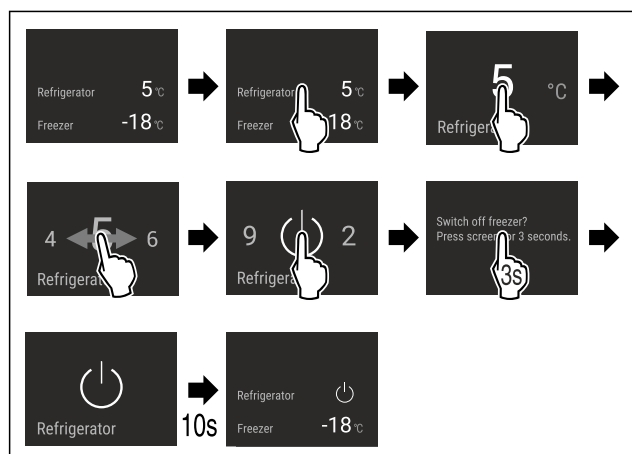 Refrigerator 5 °C
Freezer -18 °C
Refrigerator 5 °C
Freezer 18 °C
5 °C
Refrigera
4 5 6
Refrigerat
9 2
Refrigera
Switch off freezer?
Press screen for 3 seconds.
3s
Refrigerator
10s
Refrigerator
Freezer -18 °C